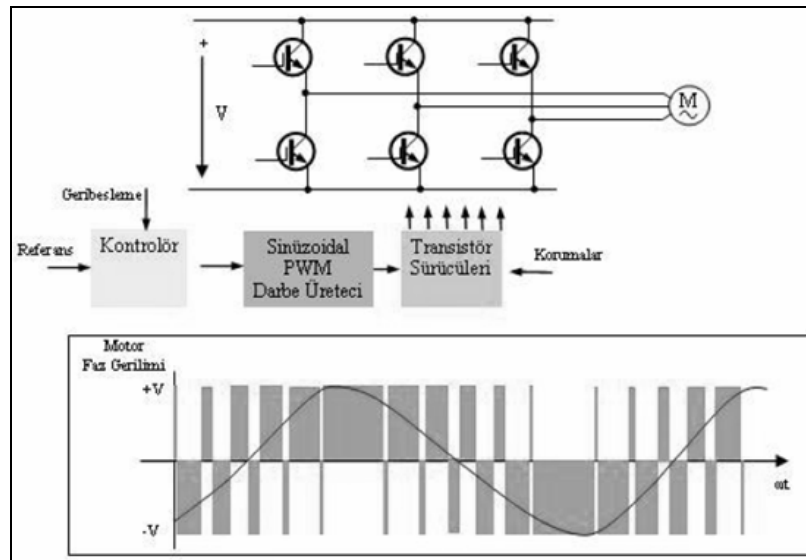 +
V
M
Geribesleme
Referans
Kontrolör
Sinüzoidal
PWM
Darbe Üreteci
Transistör
Sürücüleri
Korumalar
Motor
Faz Gerilimi
+V
-V
ωt